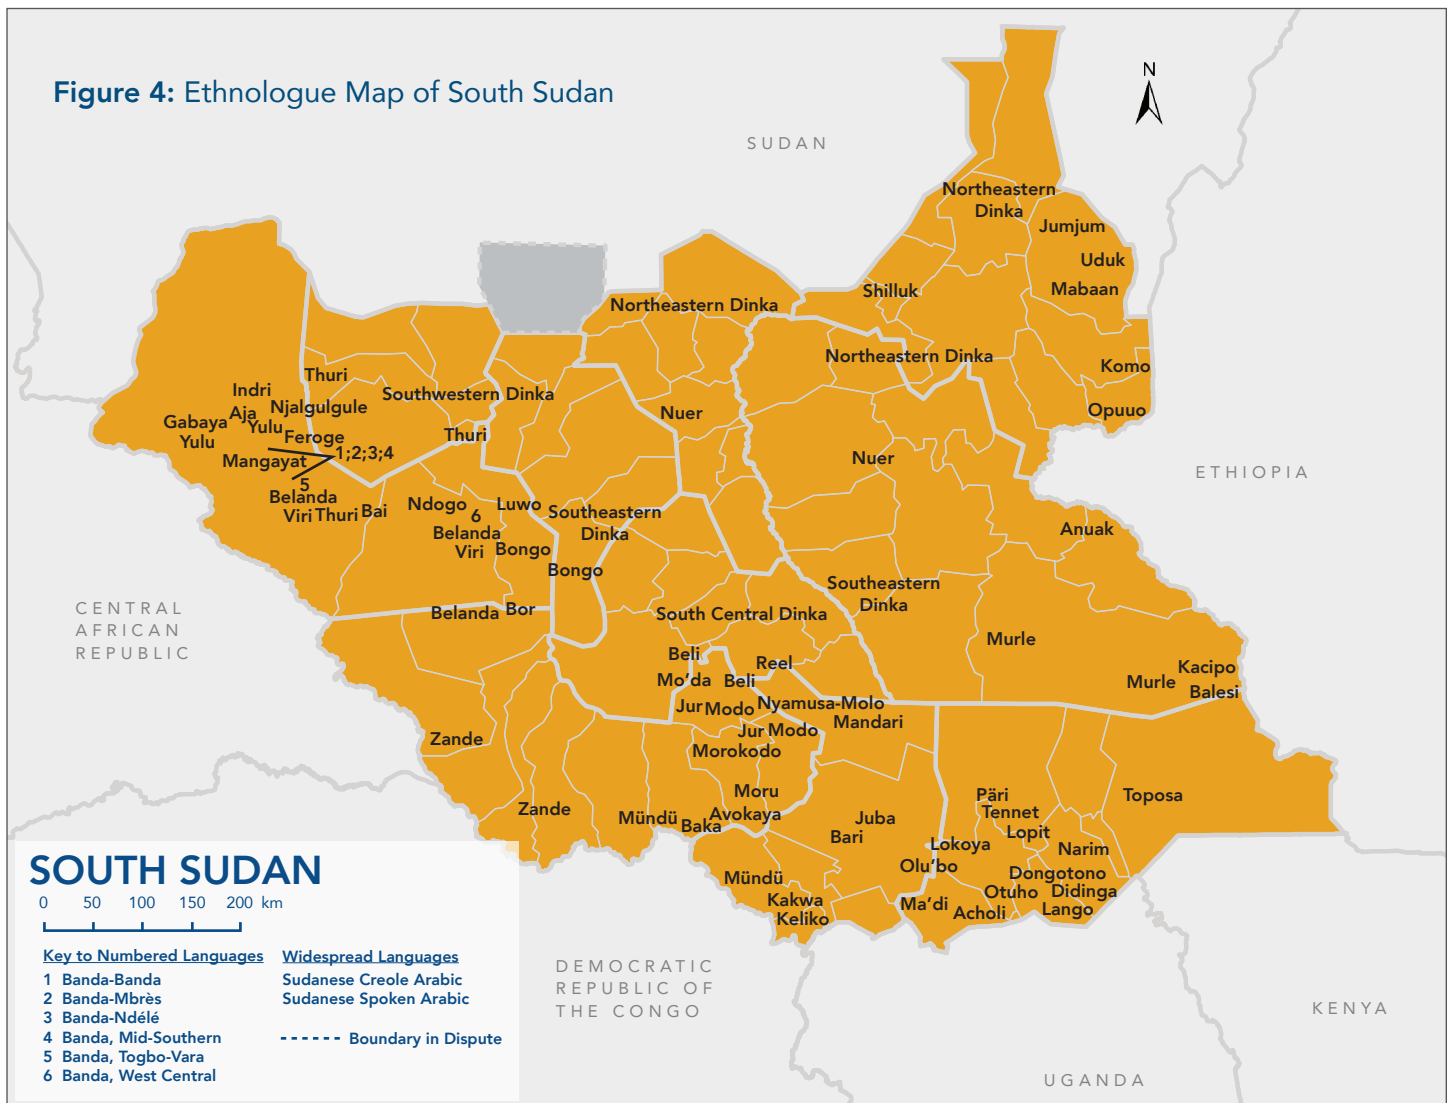 Figure 4: Ethnologue Map of South Sudan
N
SUDAN
Northeastern
Dinka
Jumjum
Uduk
Mabaan
Shilluk
Northeastern Dinka
Northeastern Dinka
Komo
Thuri
Indri
Southwestern Dinka
Aja
Njalgulgule
Nuer
Opuuo
Gabaya
Yulu
Yulu
Feroge
Thuri
1;2;3;4
Mangayat
Nuer
ETHIOPIA
5
Belanda
Viri
Thuri
Bai
Ndogo
6
Luwo
Southeastern
Dinka
Anuak
Belanda
Viri
Bongo
Bongo
Southeastern
Dinka
CENTRAL
AFRICAN
REPUBLIC
Belanda
Bor
South Central Dinka
Murle
Beli
Reel
Kacipo
Balesi
Murle
Mo'da
Beli
Jur
Modo
Nyamusa-Molo
Mandari
Jur Modo
Morokodo
Zande
Moru
Päri
Toposa
Zande
Mündü
Baka
Avokaya
Juba
Bari
Tennet
Lopit
Lokoya
Narim
Olu'bo
Dongotono
Mündü
Otuho
Didinga
Kakwa
Keliko
Ma'di
Acholi
Lango
SOUTH SUDAN
0 50 100 150 200 km
Key to Numbered Languages
1 Banda-Banda
2 Banda-Mbrès
3 Banda-Ndélé
4 Banda, Mid-Southern
5 Banda, Togbo-Vara
6 Banda, West Central
Widespread Languages
Sudanese Creole Arabic
Sudanese Spoken Arabic
Boundary in Dispute
DEMOCRATIC
REPUBLIC OF
THE CONGO
KENYA
UGANDA